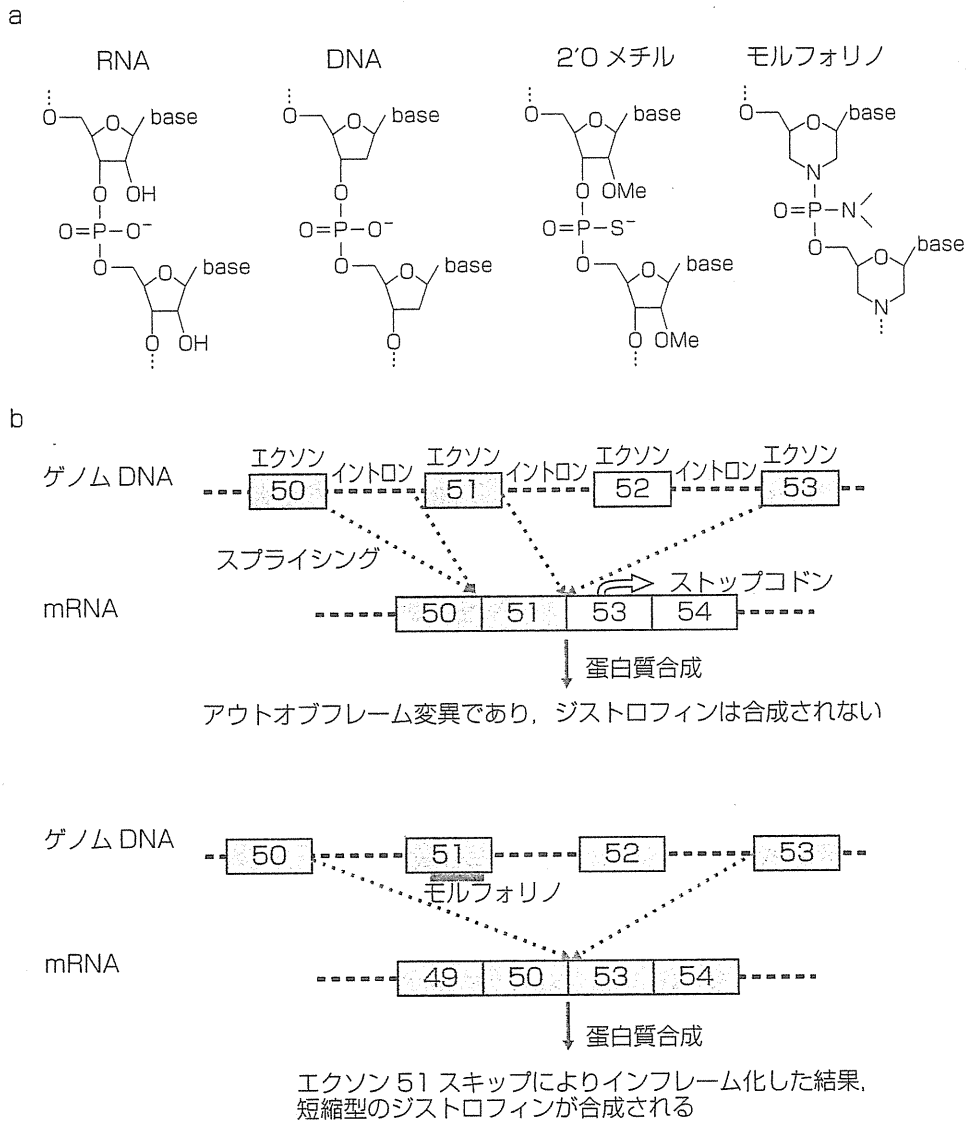 a
RNA DNA 2'O メチル モルフォリノ
O O base O O base O O base O O base
O OH O O OMe N
O=P-O⁻ O=P-O⁻ O=P-S⁻ O=P-N
O O base O O base O O base O O base
O OH O O OMe N
b
ゲノム DNA エクソン イントロン エクソン イントロン エクソン イントロン エクソン
50 51 52 53
スプライシング
ストップコドン
mRNA 50 51 53 54
蛋白質合成
アウトオブフレーム変異であり，ジストロフィンは合成されない
ゲノム DNA 50 51 52 53
モルフォリノ
mRNA 49 50 53 54
蛋白質合成
エクソン 51 スキップによりインフレーム化した結果，
短縮型のジストロフィンが合成される